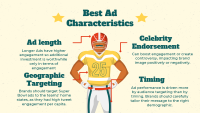 Best Ad
Characteristics
Ad length
Longer Ads have higher
engagement so additional
investment is worthwhile
only in terms of
engagement
Geographic
Targeting
Brands should target Super
Bowl ads to the teams' home
states, as they had high tweet
engagement per capita.
Celebrity
Endorsement
Can boost engagement or create
controversy, impacting brand
image positively or negatively.
Timing
Ad performance is driven more
by audience targeting than by
timing. Brands should carefully
tailor their message to the right
demographic